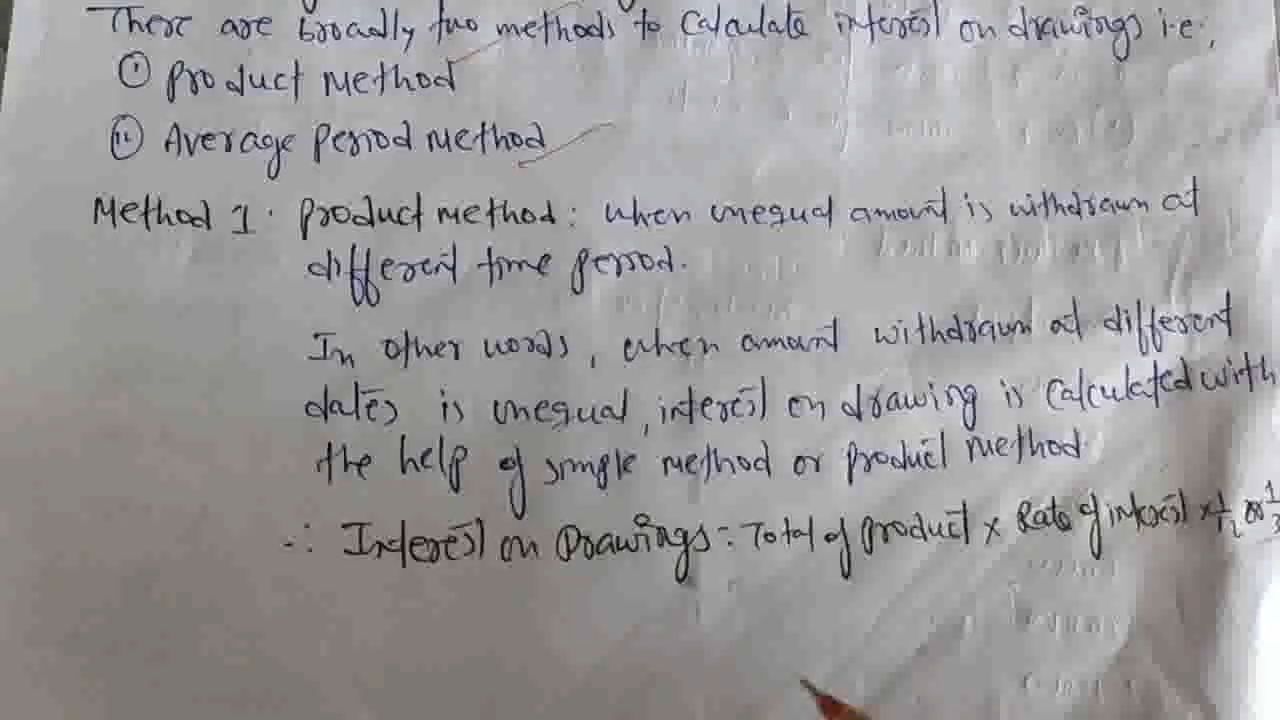 There are broadly two methods to calculate interest on drawings i.e.,
(i) Product Method
(ii) Average Period Method
Method 1. Product method: when unequal amount is withdrawn at
different time period.
In other words, when amount withdrawn at different
dates is unequal, interest on drawing is calculated with
the help of simple method or product method.
∴ Interest on Drawings = Total of product × Rate of interest × 1/12 or